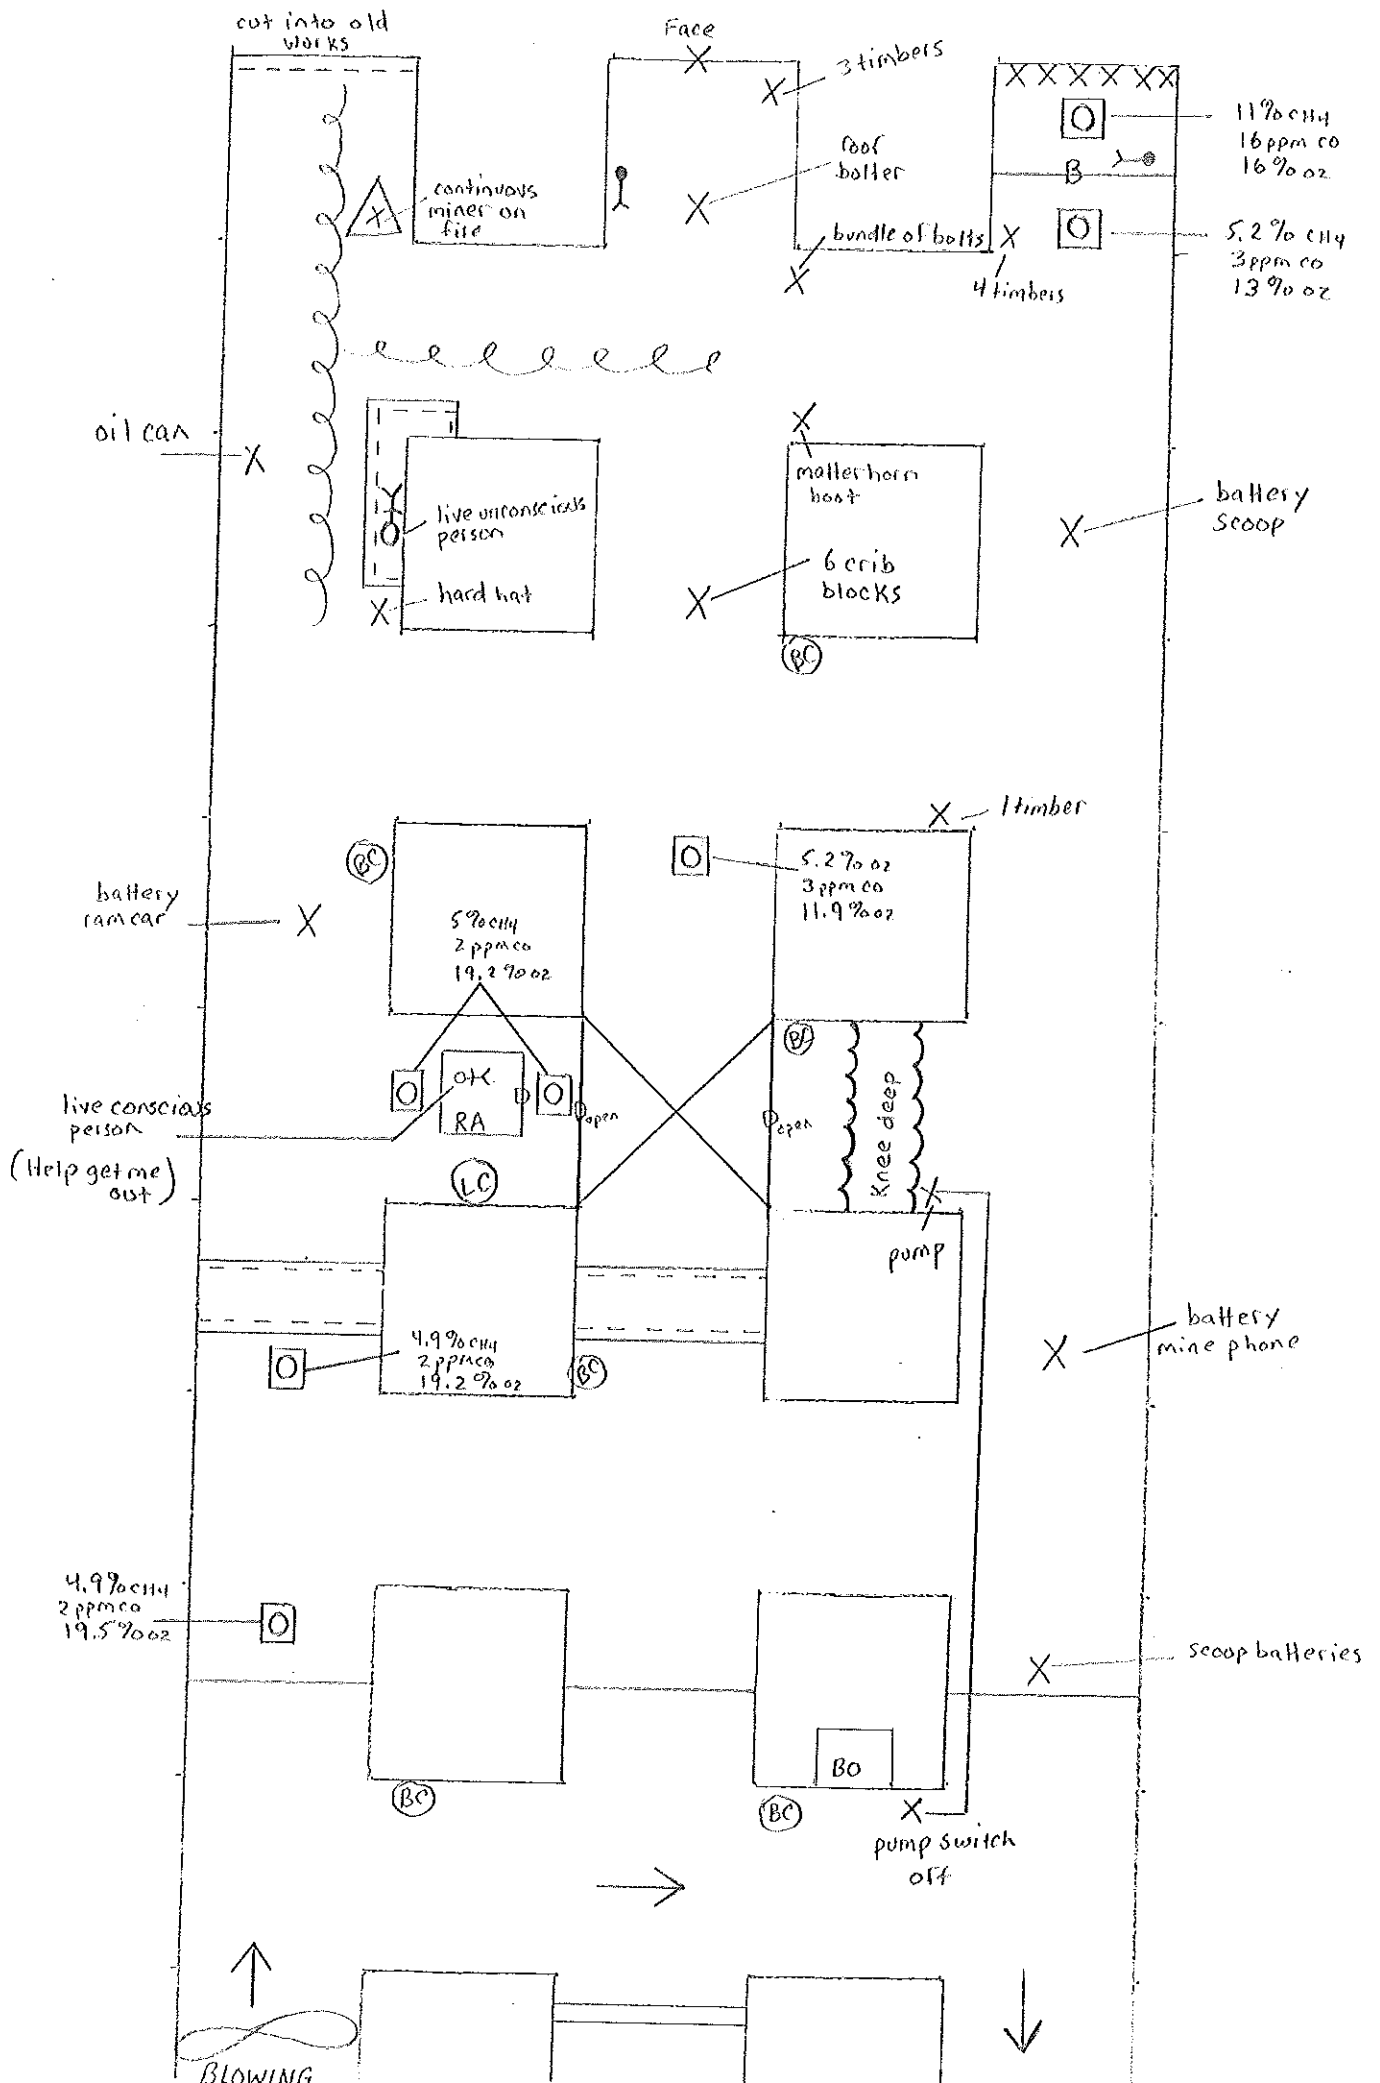 cut into old
works
Face
3 timbers
11% CH4
16 ppm co
16% o2
roof
bolter
B
continuous
miner on
fire
bundle of bolts
4 timbers
5.2% CH4
3 ppm co
13% o2
oil can
matterhorn
boot
battery
scoop
live unconscious
person
6 crib
blocks
hard hat
BC
1 timber
BC
5.2% o2
3 ppm co
11.9% o2
battery
ramcar
5% CH4
2 ppm co
19.2% o2
BC
live conscious
person
(Help get me
out)
RA
D
D open
D open
Knee deep
LC
pump
battery
mine phone
4.9% CH4
2 ppm co
19.2% o2
BC
4.9% CH4
2 ppm co
19.5% o2
scoop batteries
BO
BC
BC
pump switch
off
BLOWING